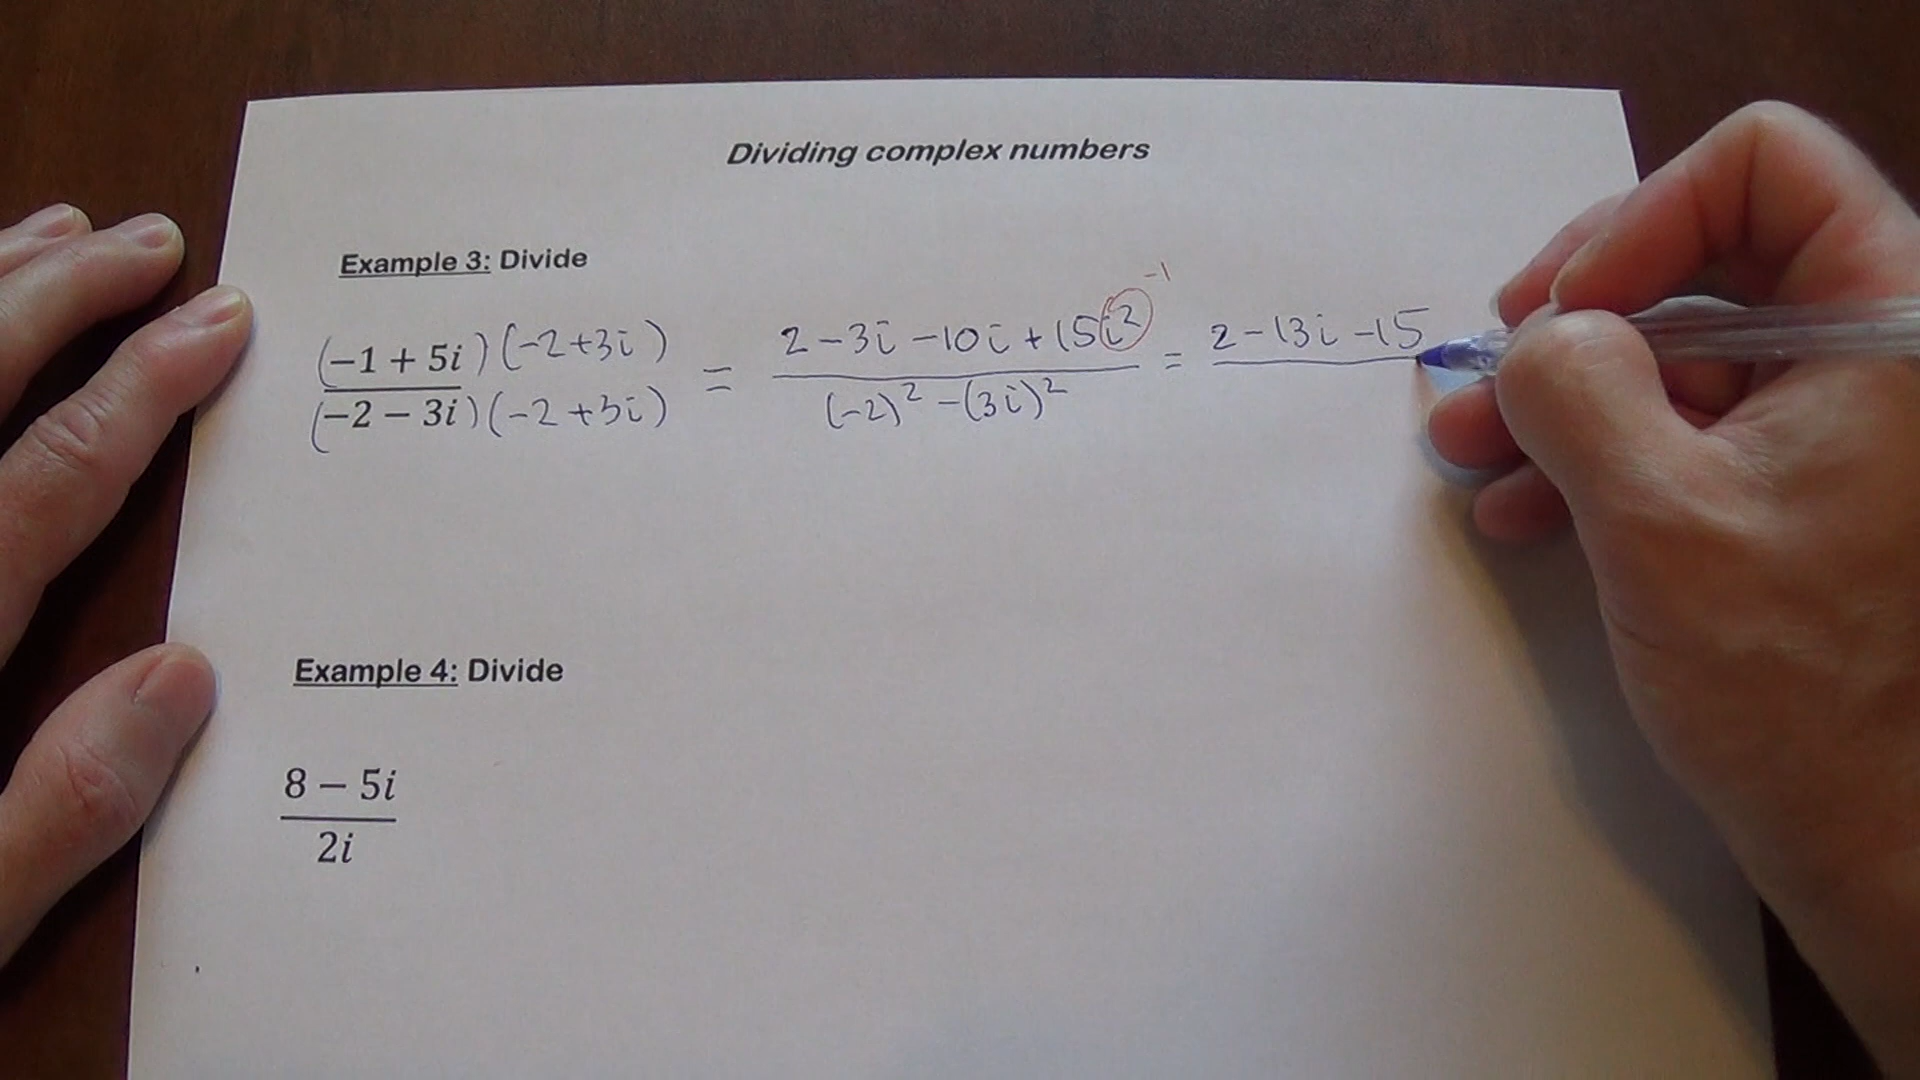 Dividing complex numbers
Example 3: Divide
(−1 + 5i)(-2+3i) = 2-3i-10i+15i² -1 = 2-13i-15
(−2 − 3i)(-2+3i) (-2)²-(3i)²
Example 4: Divide
8 − 5i
2i